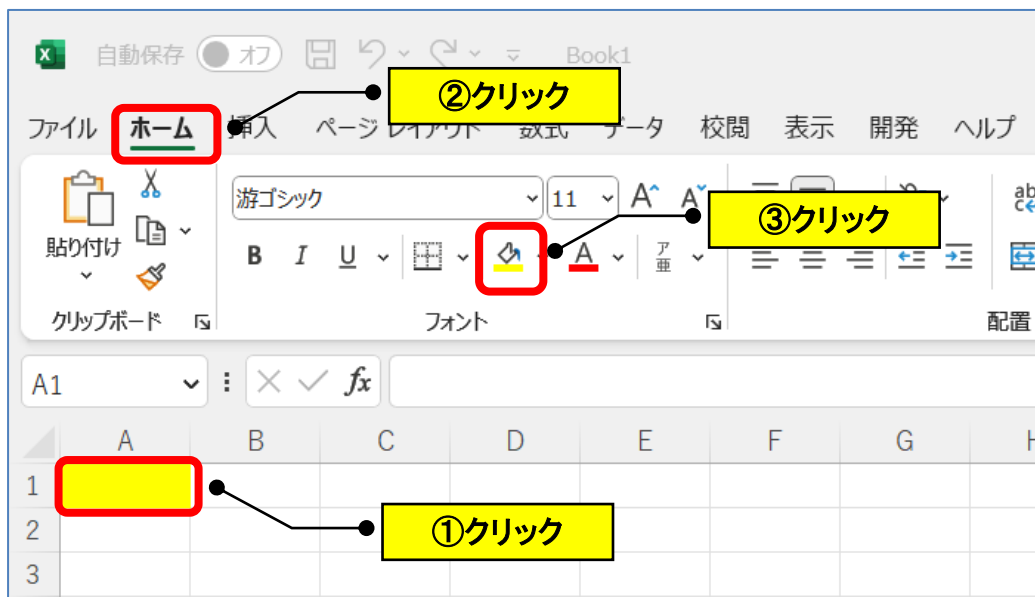 自動保存 オフ Book1
②クリック
ファイル ホーム 挿入 ページ レイアウト 数式 データ 校閲 表示 開発 ヘルプ
游ゴシック 11 A A ab
③クリック
貼り付け B I U A ア亜
クリップボード フォント 配置
A1 fx
A B C D E F G H
1
①クリック
2
3